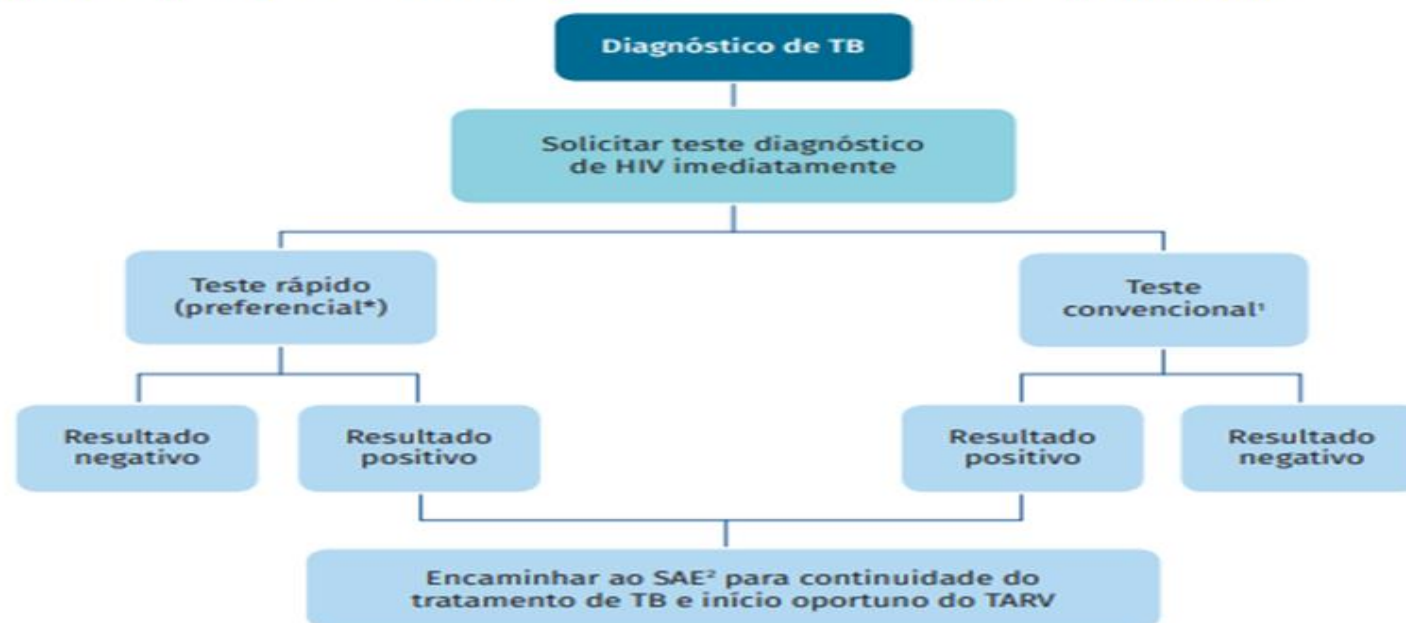 Diagnóstico de TB
Solicitar teste diagnóstico
de HIV imediatamente
Teste rápido
(preferencial*)
Teste
convencional¹
Resultado
negativo
Resultado
positivo
Resultado
positivo
Resultado
negativo
Encaminhar ao SAE² para continuidade do
tratamento de TB e início oportuno do TARV